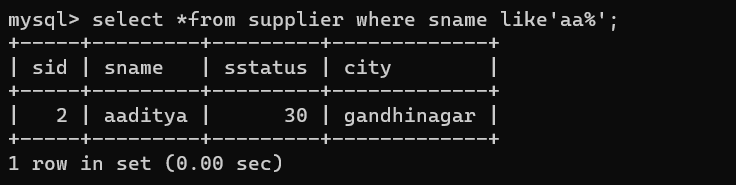 mysql> select *from supplier where sname like'aa%';
+-----+---------+---------+-------------+
| sid | sname   | sstatus | city        |
+-----+---------+---------+-------------+
|   2 | aaditya |      30 | gandhinagar |
+-----+---------+---------+-------------+
1 row in set (0.00 sec)